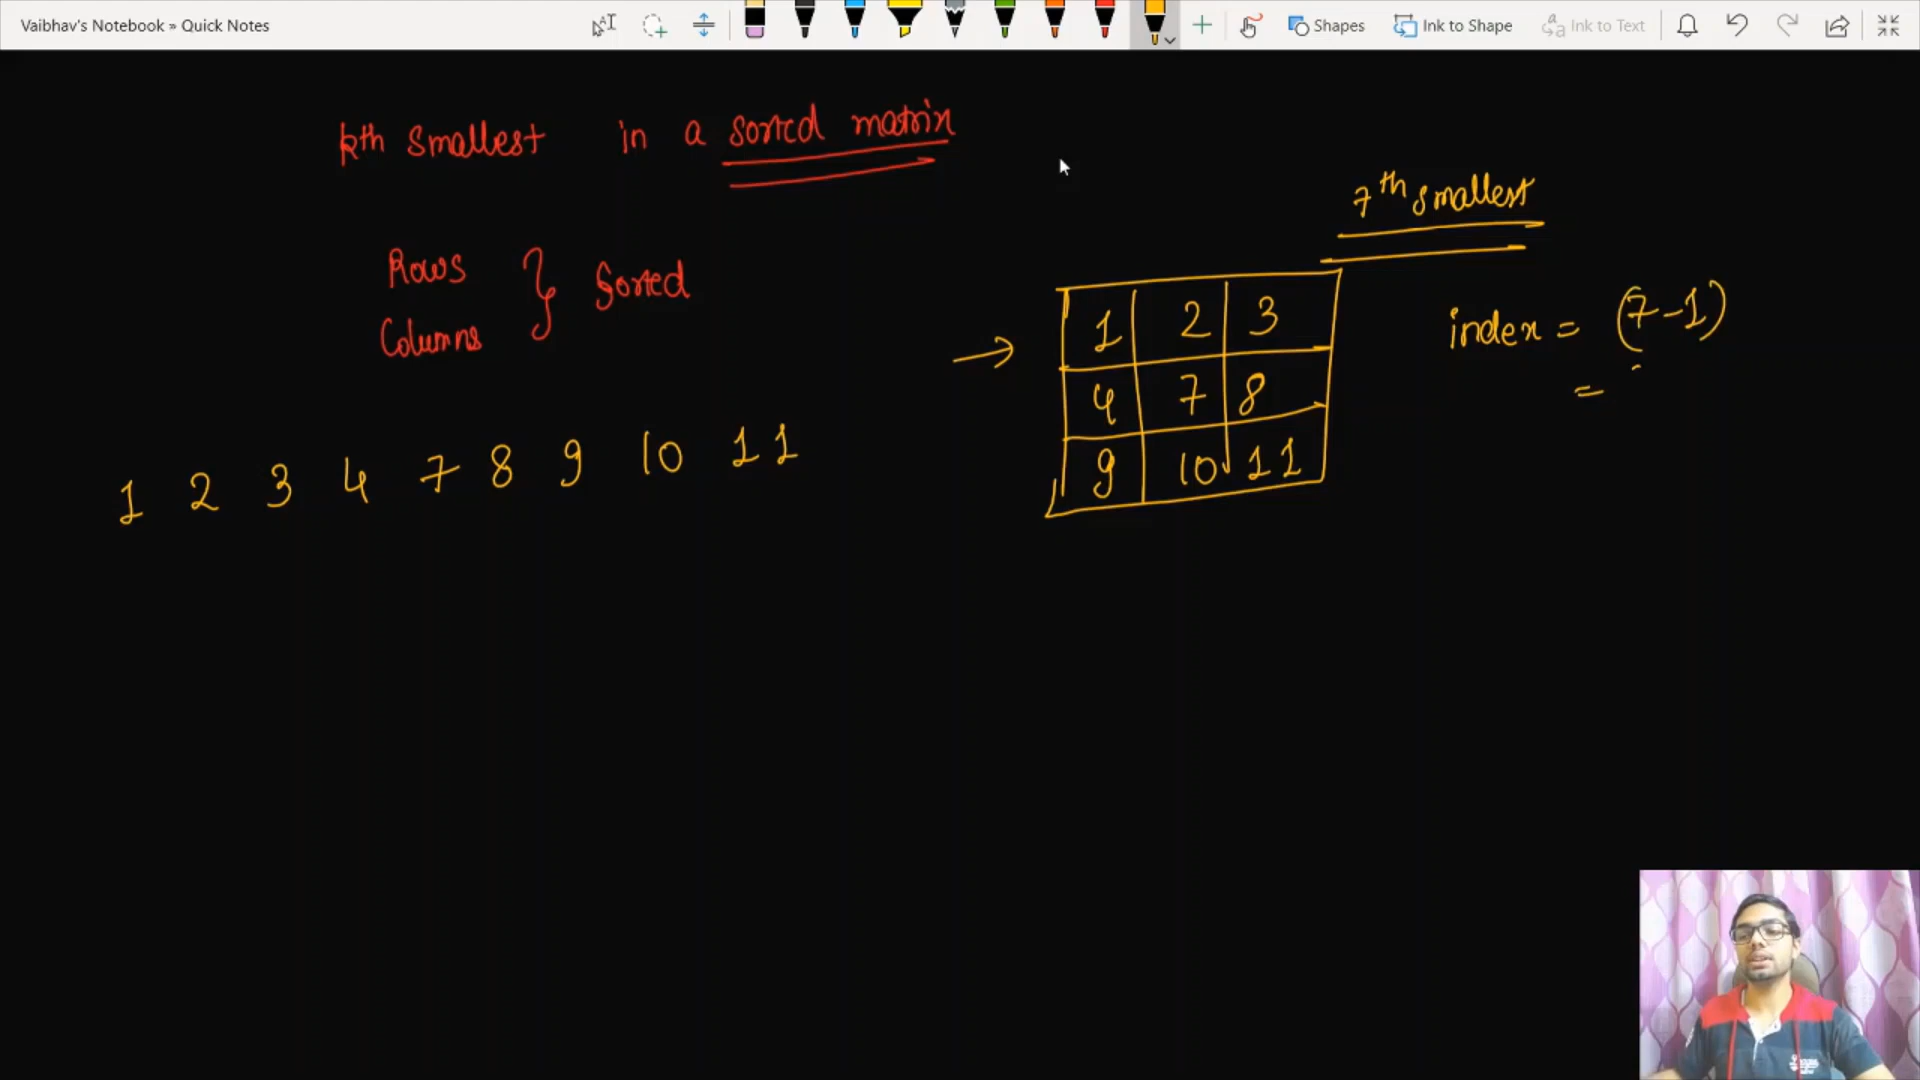 Vaibhav's Notebook » Quick Notes
Shapes
Ink to Shape
Ink to Text
kth smallest in a sorted matrix
7th smallest
Rows
Columns
} Sorted
index = (7-1)
=
1 2 3
4 7 8
9 10 11
1 2 3 4 7 8 9 10 11